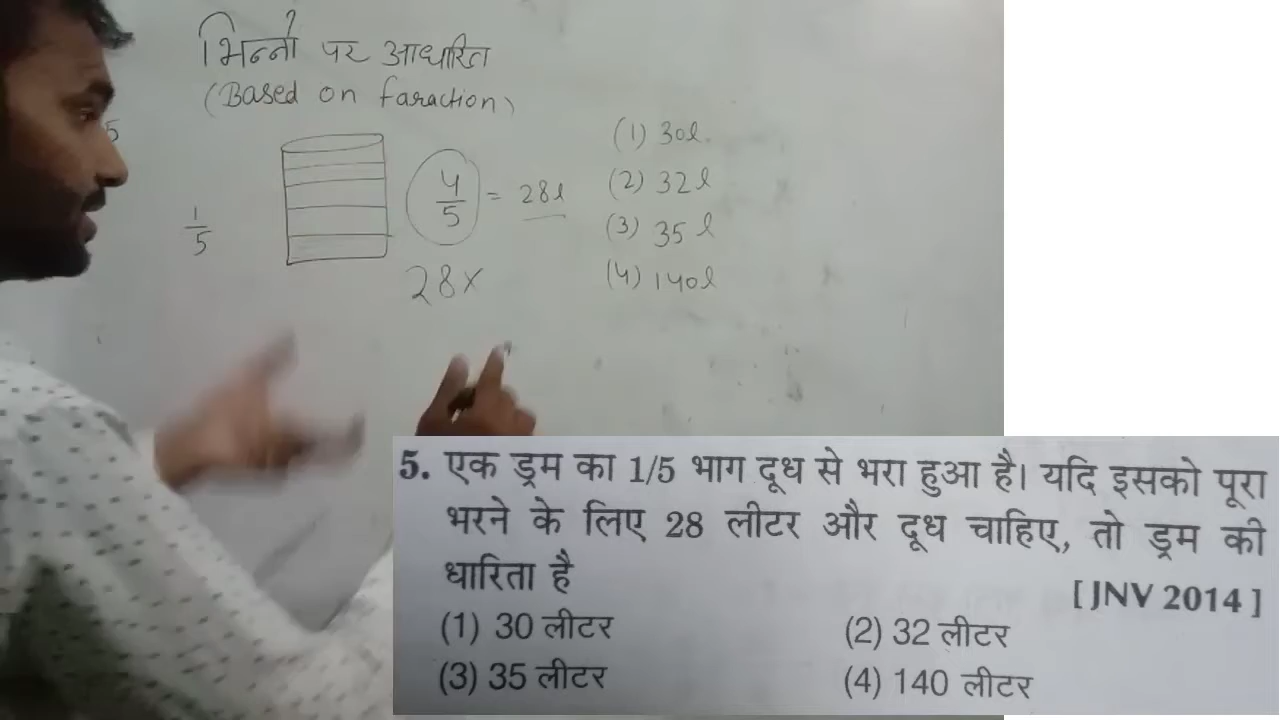 भिन्नों पर आधारित
(Based on faraction)
5
1/5
4/5 = 28l
28x
(1) 30l.
(2) 32l
(3) 35l
(4) 140l
5. एक ड्रम का 1/5 भाग दूध से भरा हुआ है। यदि इसको पूरा
भरने के लिए 28 लीटर और दूध चाहिए, तो ड्रम की
धारिता है
[JNV 2014]
(1) 30 लीटर (2) 32 लीटर
(3) 35 लीटर (4) 140 लीटर